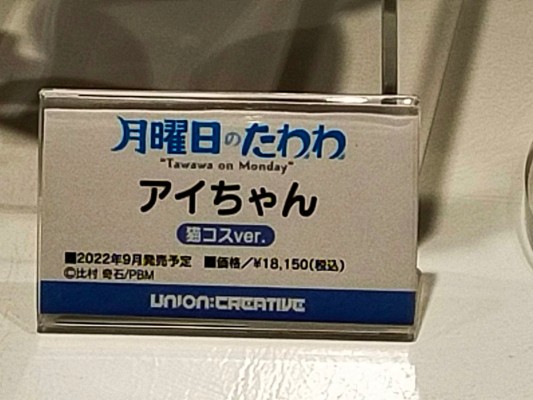 月曜日のたわわ
"Tawawa on Monday"
アイちゃん
猫コスver.
■2022年9月発売予定 ■価格/¥18,150(税込)
©比村 奇石/PBM
UNION:CREATIVE